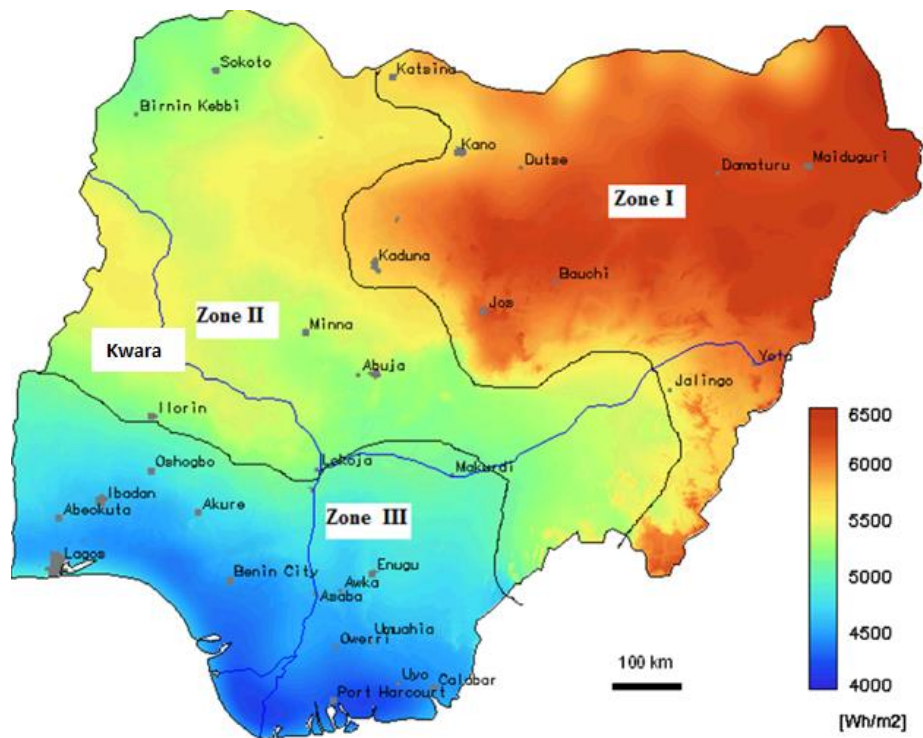 Sokoto
Katsina
Birnin Kebbi
Kano
Dutse
Damaturu
Maiduguri
Zone I
Kaduna
Bauchi
Jos
Zone II
Minna
Kwara
Abuja
Yola
Jalingo
Ilorin
Oshogbo
Lokoja
Makurdi
Ibadan
Abeokuta
Akure
Zone III
Lagos
Benin City
Enugu
Awka
Asaba
Umuahia
Owerri
Uyo
Calabar
Port Harcourt
100 km
6500
6000
5500
5000
4500
4000
[Wh/m2]